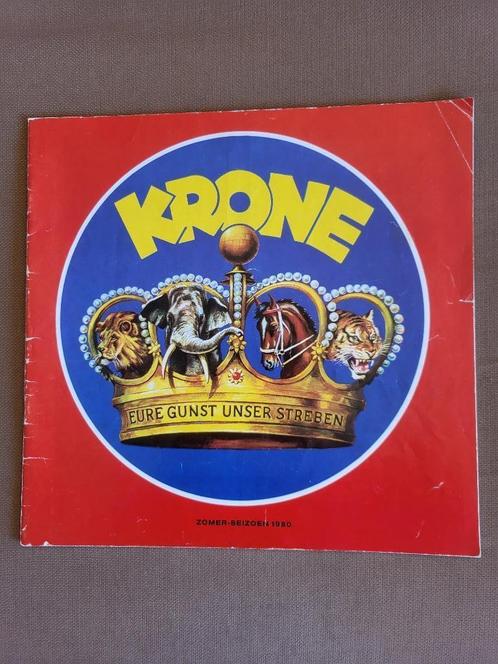 KRONE
EURE GUNST UNSER STREBEN
ZOMER-SEIZOEN 1980